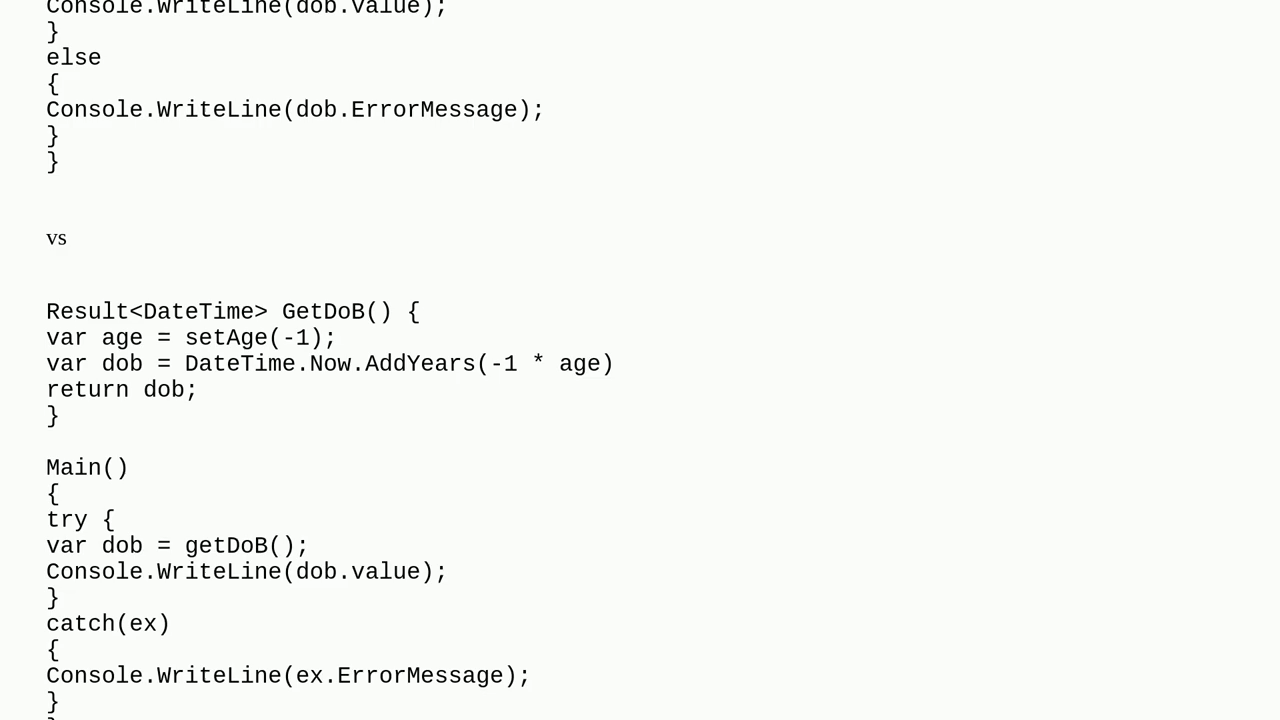 Console.WriteLine(dob.value);
}
else
{
Console.WriteLine(dob.ErrorMessage);
}
}
vs
Result<DateTime> GetDoB() {
var age = setAge(-1);
var dob = DateTime.Now.AddYears(-1 * age)
return dob;
}
Main()
{
try {
var dob = getDoB();
Console.WriteLine(dob.value);
}
catch(ex)
{
Console.WriteLine(ex.ErrorMessage);
}
}